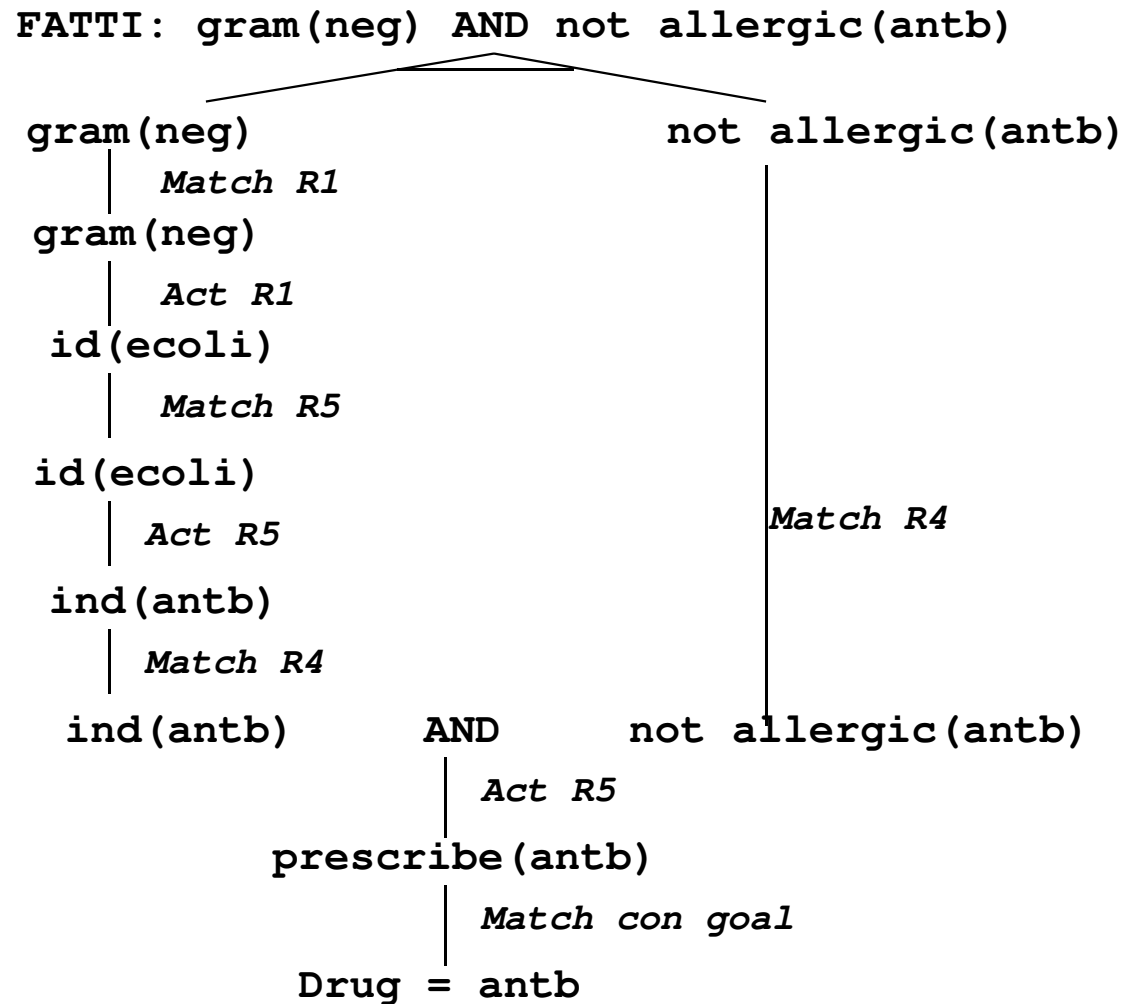 FATTI: gram(neg) AND not allergic(antb)
gram(neg) not allergic(antb)
Match R1
gram(neg)
Act R1
id(ecoli)
Match R5
id(ecoli)
Act R5
Match R4
ind(antb)
Match R4
ind(antb) AND not allergic(antb)
Act R5
prescribe(antb)
Match con goal
Drug = antb